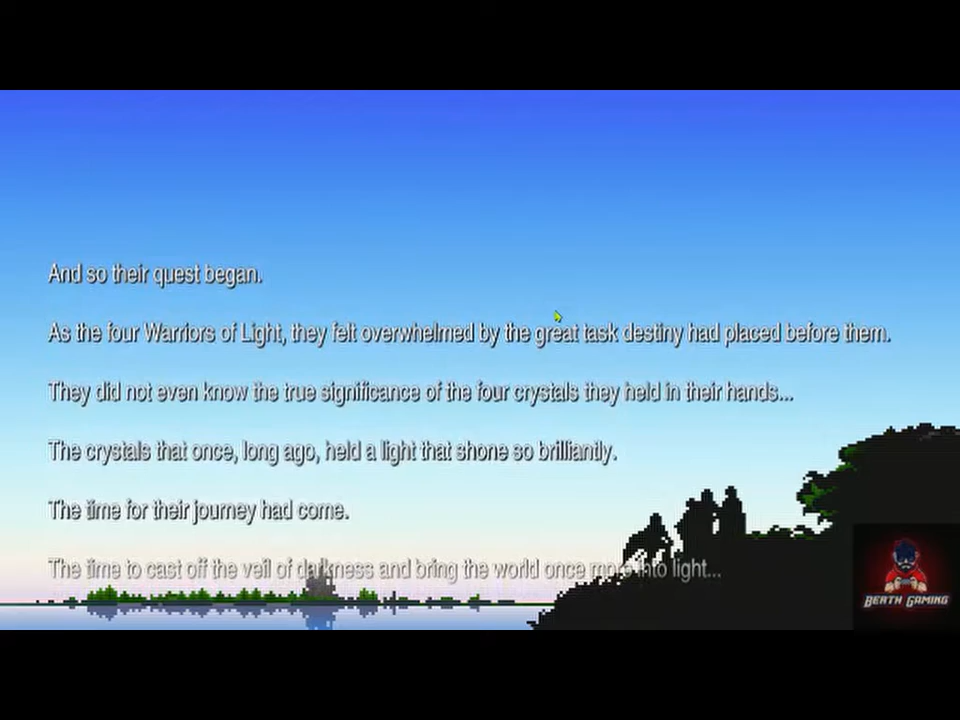 And so their quest began.
As the four Warriors of Light, they felt overwhelmed by the great task destiny had placed before them.
They did not even know the true significance of the four crystals they held in their hands...
The crystals that once, long ago, held a light that shone so brilliantly.
The time for their journey had come.
The time to cast off the veil of darkness and bring the world once more into light...
BERTH GAMING